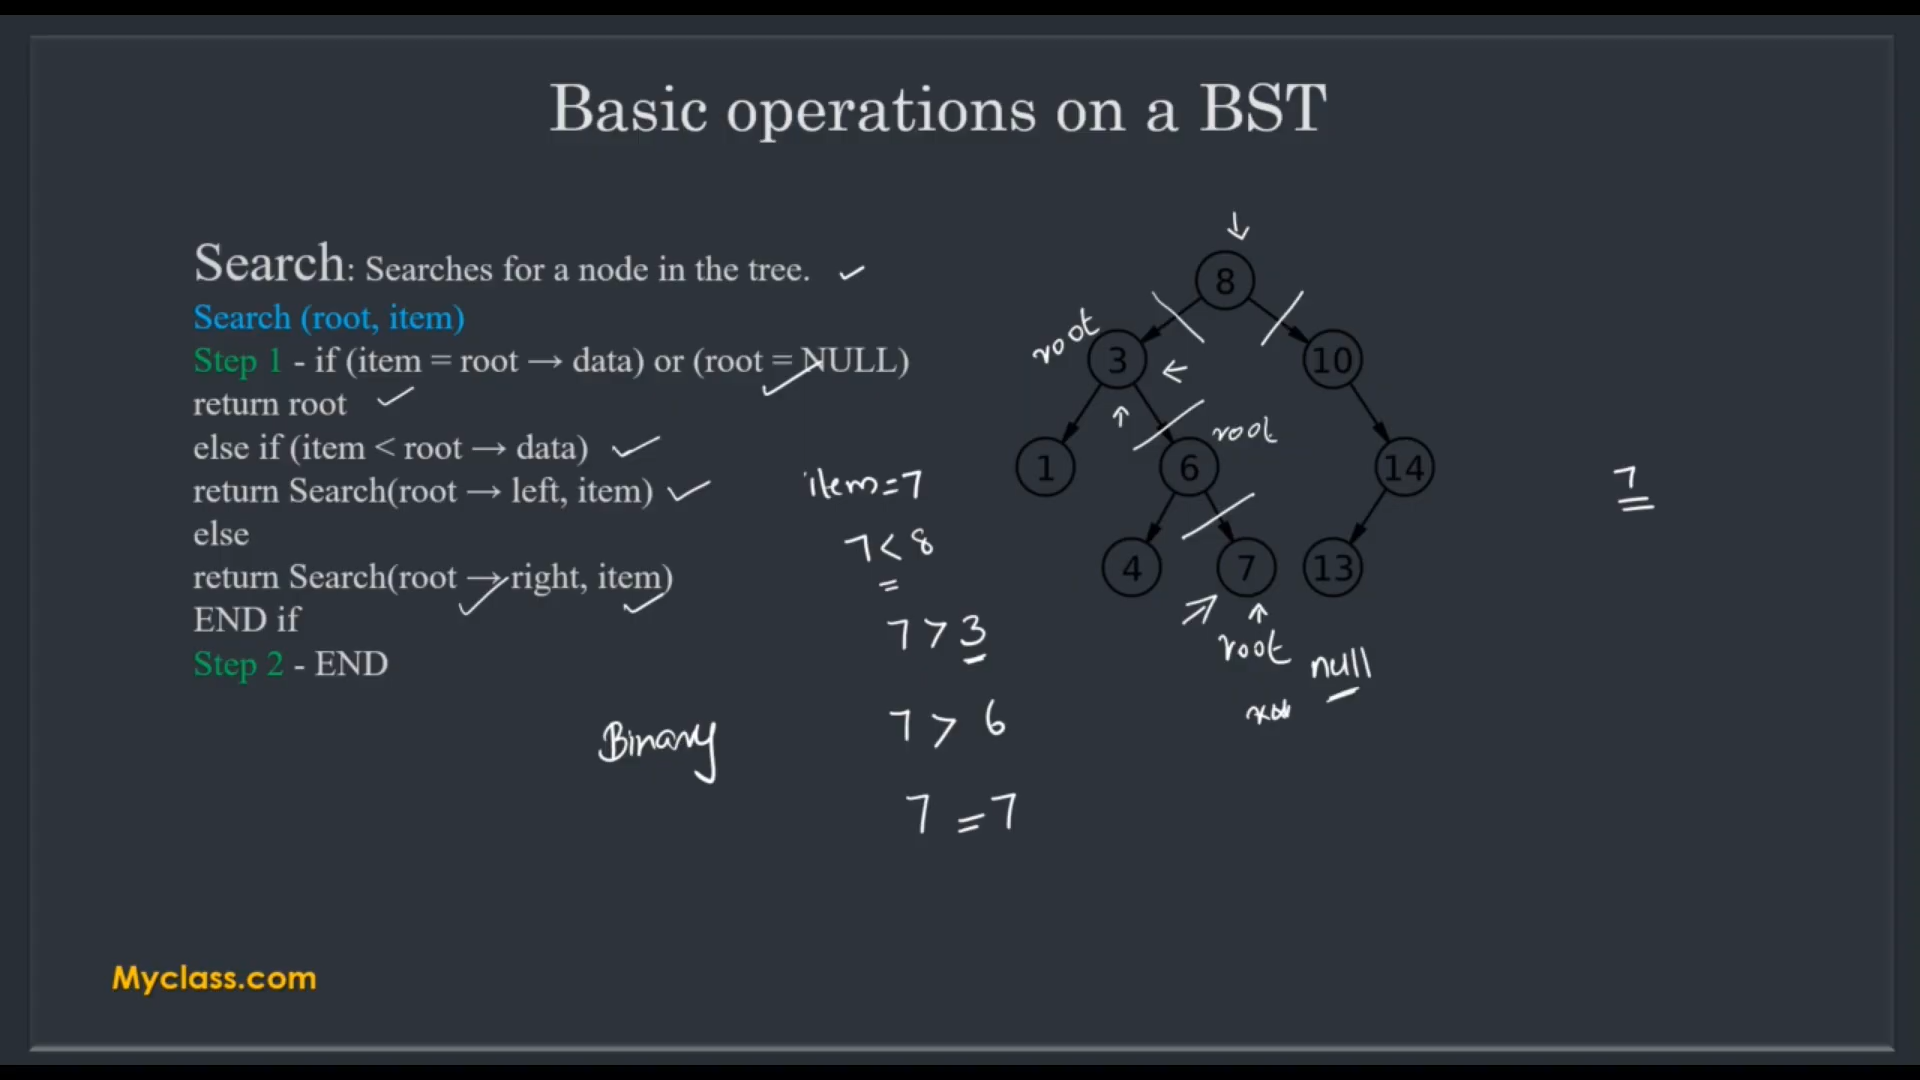 Basic operations on a BST
Search: Searches for a node in the tree.
Search (root, item)
Step 1 - if (item = root → data) or (root = NULL)
return root
else if (item < root → data)
return Search(root → left, item)
else
return Search(root → right, item)
END if
Step 2 - END
Binary
item = 7
7 < 8
7 > 3
7 > 6
7 = 7
8
root
3
10
root
1
6
14
4
7
13
root
null
7
Myclass.com